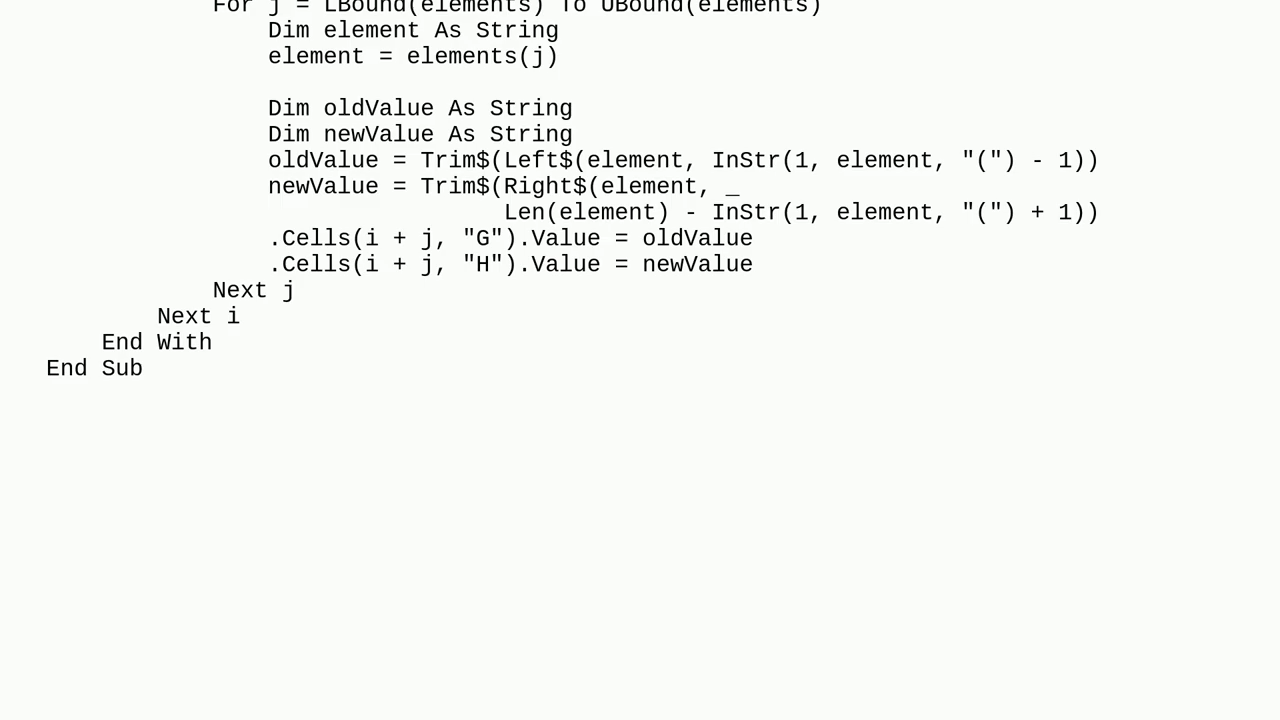 For j = LBound(elements) To UBound(elements)
Dim element As String
element = elements(j)
Dim oldValue As String
Dim newValue As String
oldValue = Trim$(Left$(element, InStr(1, element, "(") - 1))
newValue = Trim$(Right$(element, _
Len(element) - InStr(1, element, "(") + 1))
.Cells(i + j, "G").Value = oldValue
.Cells(i + j, "H").Value = newValue
Next j
Next i
End With
End Sub